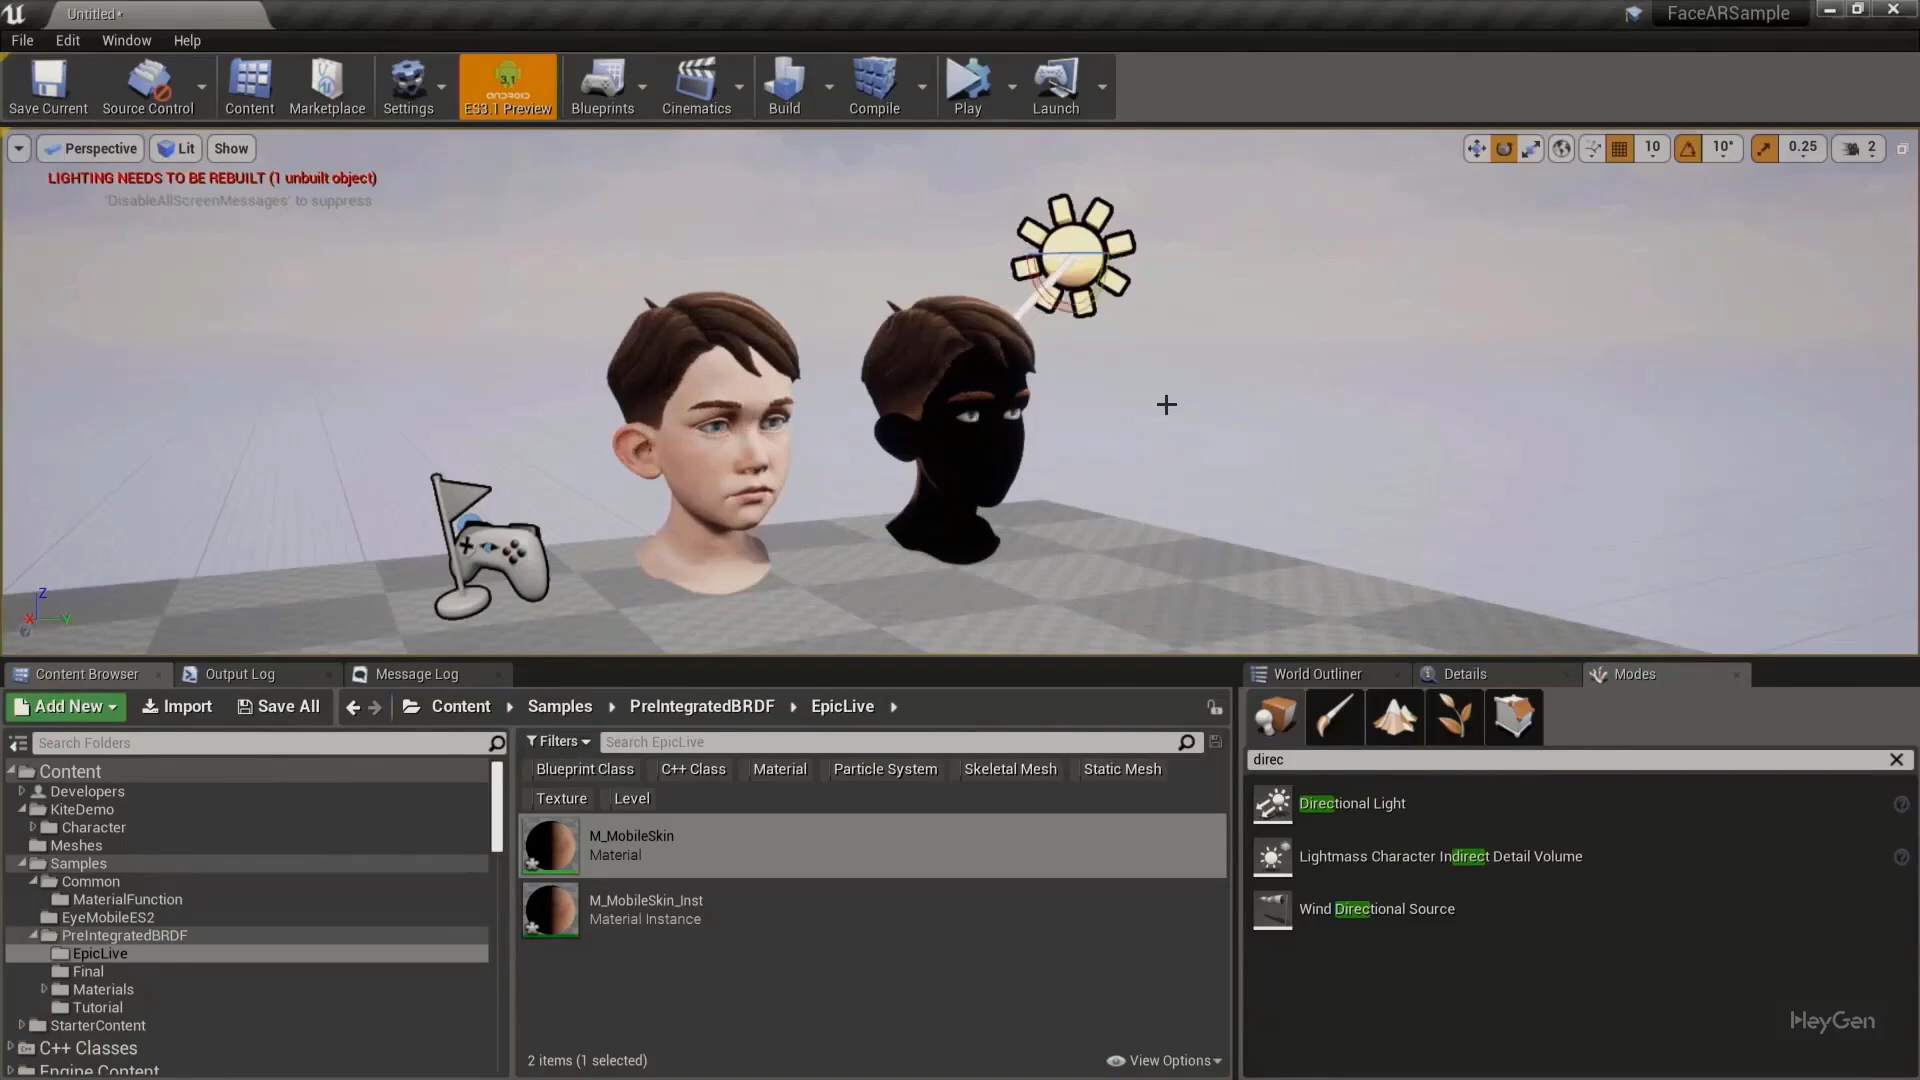 Untitled*
FaceARSample
File Edit Window Help
Save Current Source Control Content Marketplace Settings ES3.1 Preview Blueprints Cinematics Build Compile Play Launch
3.1
ANDROID
Perspective Lit Show
10 10° 0.25 2
LIGHTING NEEDS TO BE REBUILT (1 unbuilt object)
'DisableAllScreenMessages' to suppress
Z
X Y
Content Browser Output Log Message Log
World Outliner Details Modes
Add New Import Save All Content Samples PreIntegratedBRDF EpicLive
Search Folders
Filters Search EpicLive
direc
Blueprint Class C++ Class Material Particle System Skeletal Mesh Static Mesh
Texture Level
Content
Developers
KiteDemo
Character
Meshes
Samples
Common
MaterialFunction
EyeMobileES2
PreIntegratedBRDF
EpicLive
Final
Materials
Tutorial
StarterContent
C++ Classes
Engine Content
M_MobileSkin
Material
M_MobileSkin_Inst
Material Instance
2 items (1 selected)
View Options
Directional Light
Lightmass Character Indirect Detail Volume
Wind Directional Source
HeyGen